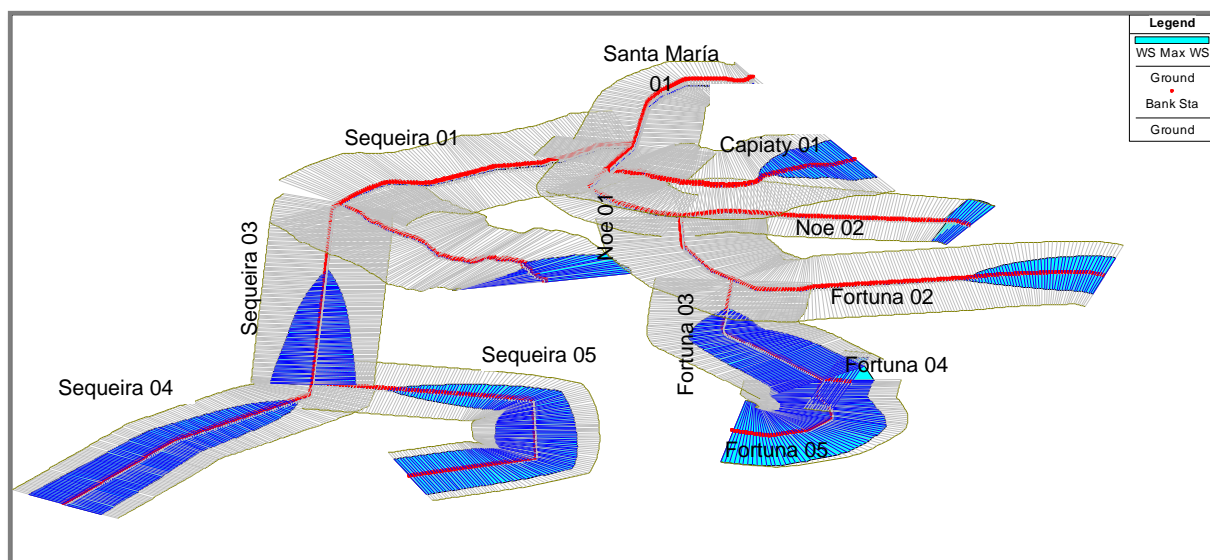 Legend
WS Max WS
Ground
Bank Sta
Ground
Santa María
01
Sequeira 01
Capiaty 01
Noe 01
Noe 02
Sequeira 03
Fortuna 02
Fortuna 03
Sequeira 05
Fortuna 04
Sequeira 04
Fortuna 05